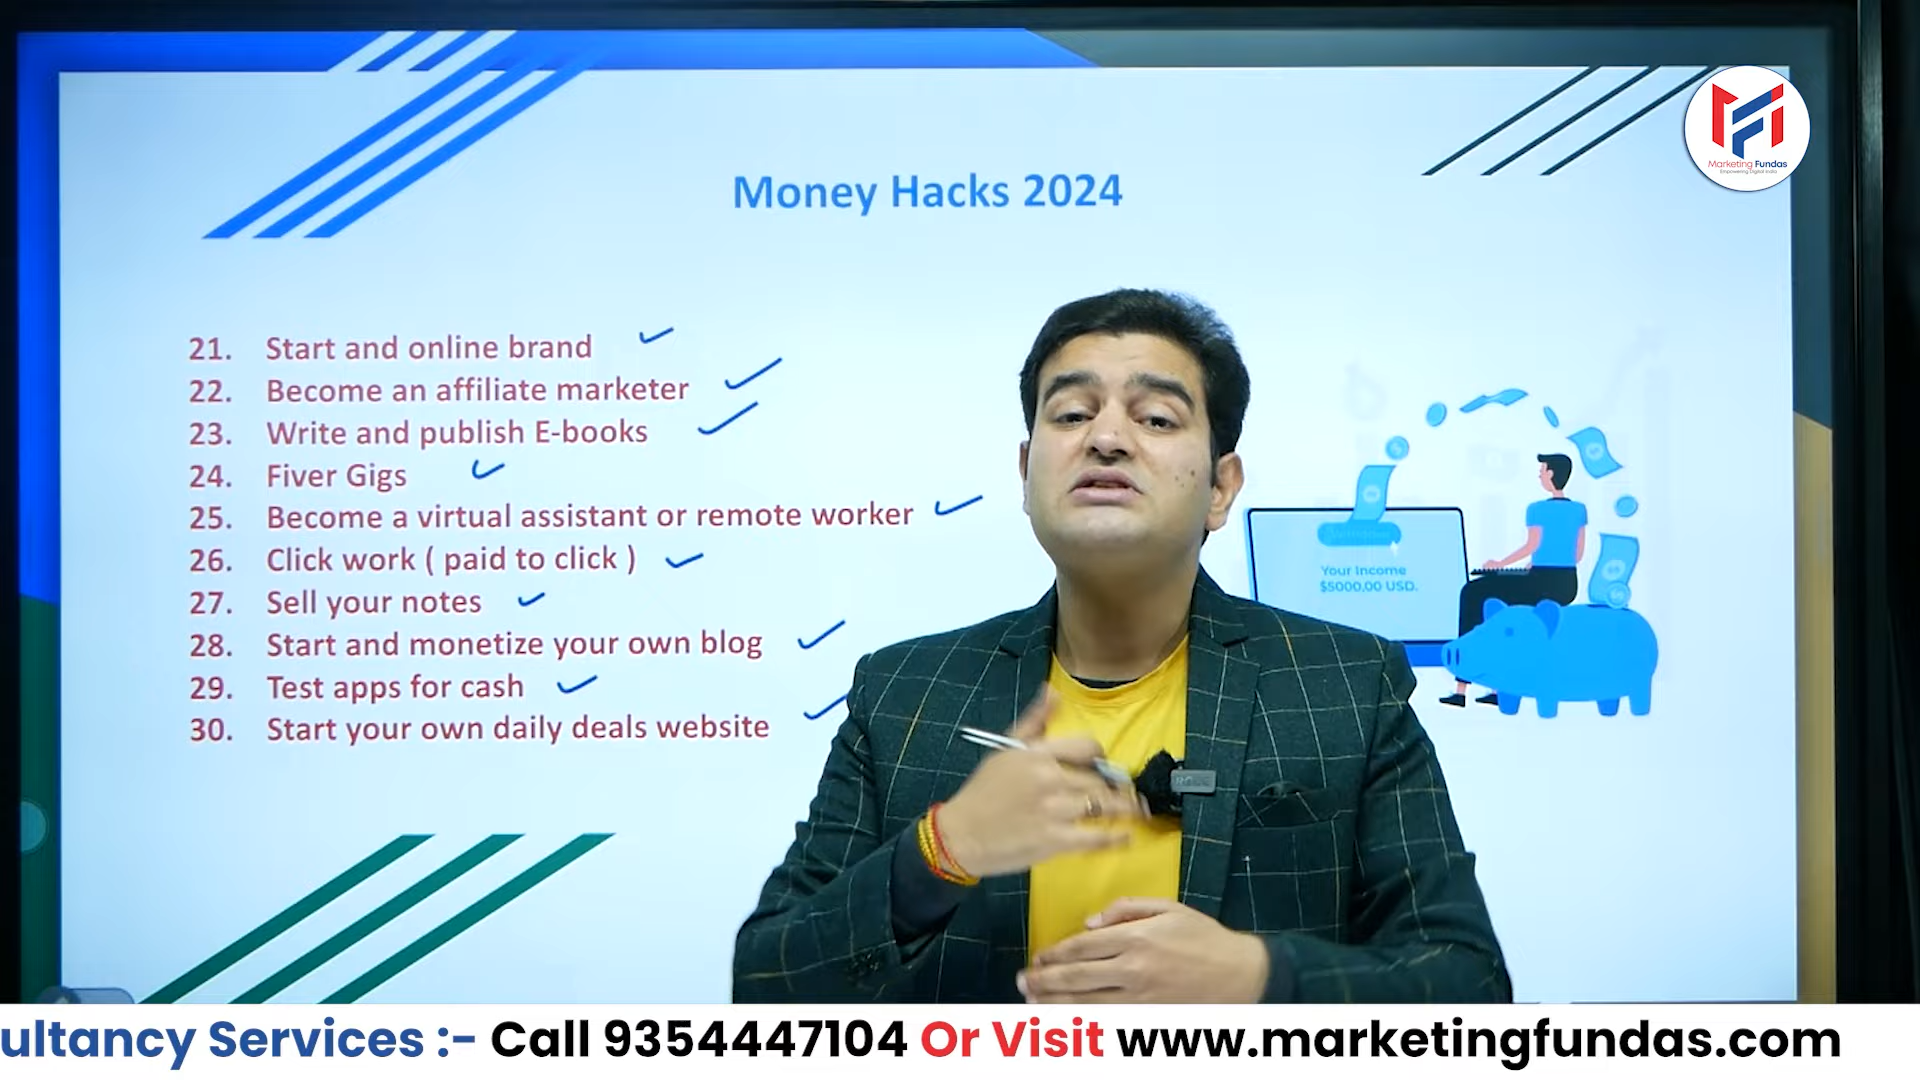 Marketing Fundas
Empowering Digital India
Money Hacks 2024
21. Start and online brand
22. Become an affiliate marketer
23. Write and publish E-books
24. Fiver Gigs
25. Become a virtual assistant or remote worker
26. Click work ( paid to click )
27. Sell your notes
28. Start and monetize your own blog
29. Test apps for cash
30. Start your own daily deals website
Your Income
$5000.00 USD.
ultancy Services :- Call 9354447104 Or Visit www.marketingfundas.com